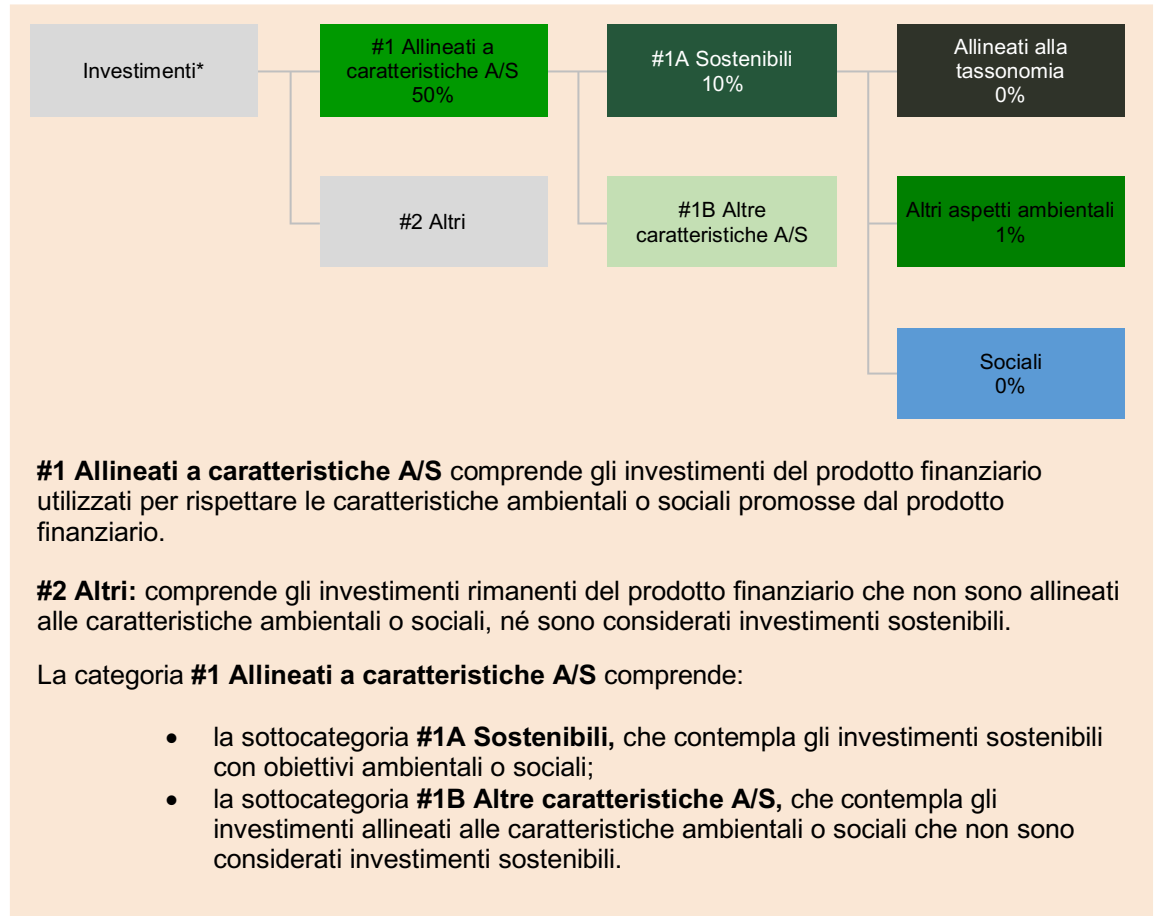 Investimenti*
#1 Allineati a
caratteristiche A/S
50%
#1A Sostenibili
10%
Allineati alla
tassonomia
0%
#2 Altri
#1B Altre
caratteristiche A/S
Altri aspetti ambientali
1%
Sociali
0%
#1 Allineati a caratteristiche A/S comprende gli investimenti del prodotto finanziario
utilizzati per rispettare le caratteristiche ambientali o sociali promosse dal prodotto
finanziario.
#2 Altri: comprende gli investimenti rimanenti del prodotto finanziario che non sono allineati
alle caratteristiche ambientali o sociali, né sono considerati investimenti sostenibili.
La categoria #1 Allineati a caratteristiche A/S comprende:
• la sottocategoria #1A Sostenibili, che contempla gli investimenti sostenibili
con obiettivi ambientali o sociali;
• la sottocategoria #1B Altre caratteristiche A/S, che contempla gli
investimenti allineati alle caratteristiche ambientali o sociali che non sono
considerati investimenti sostenibili.